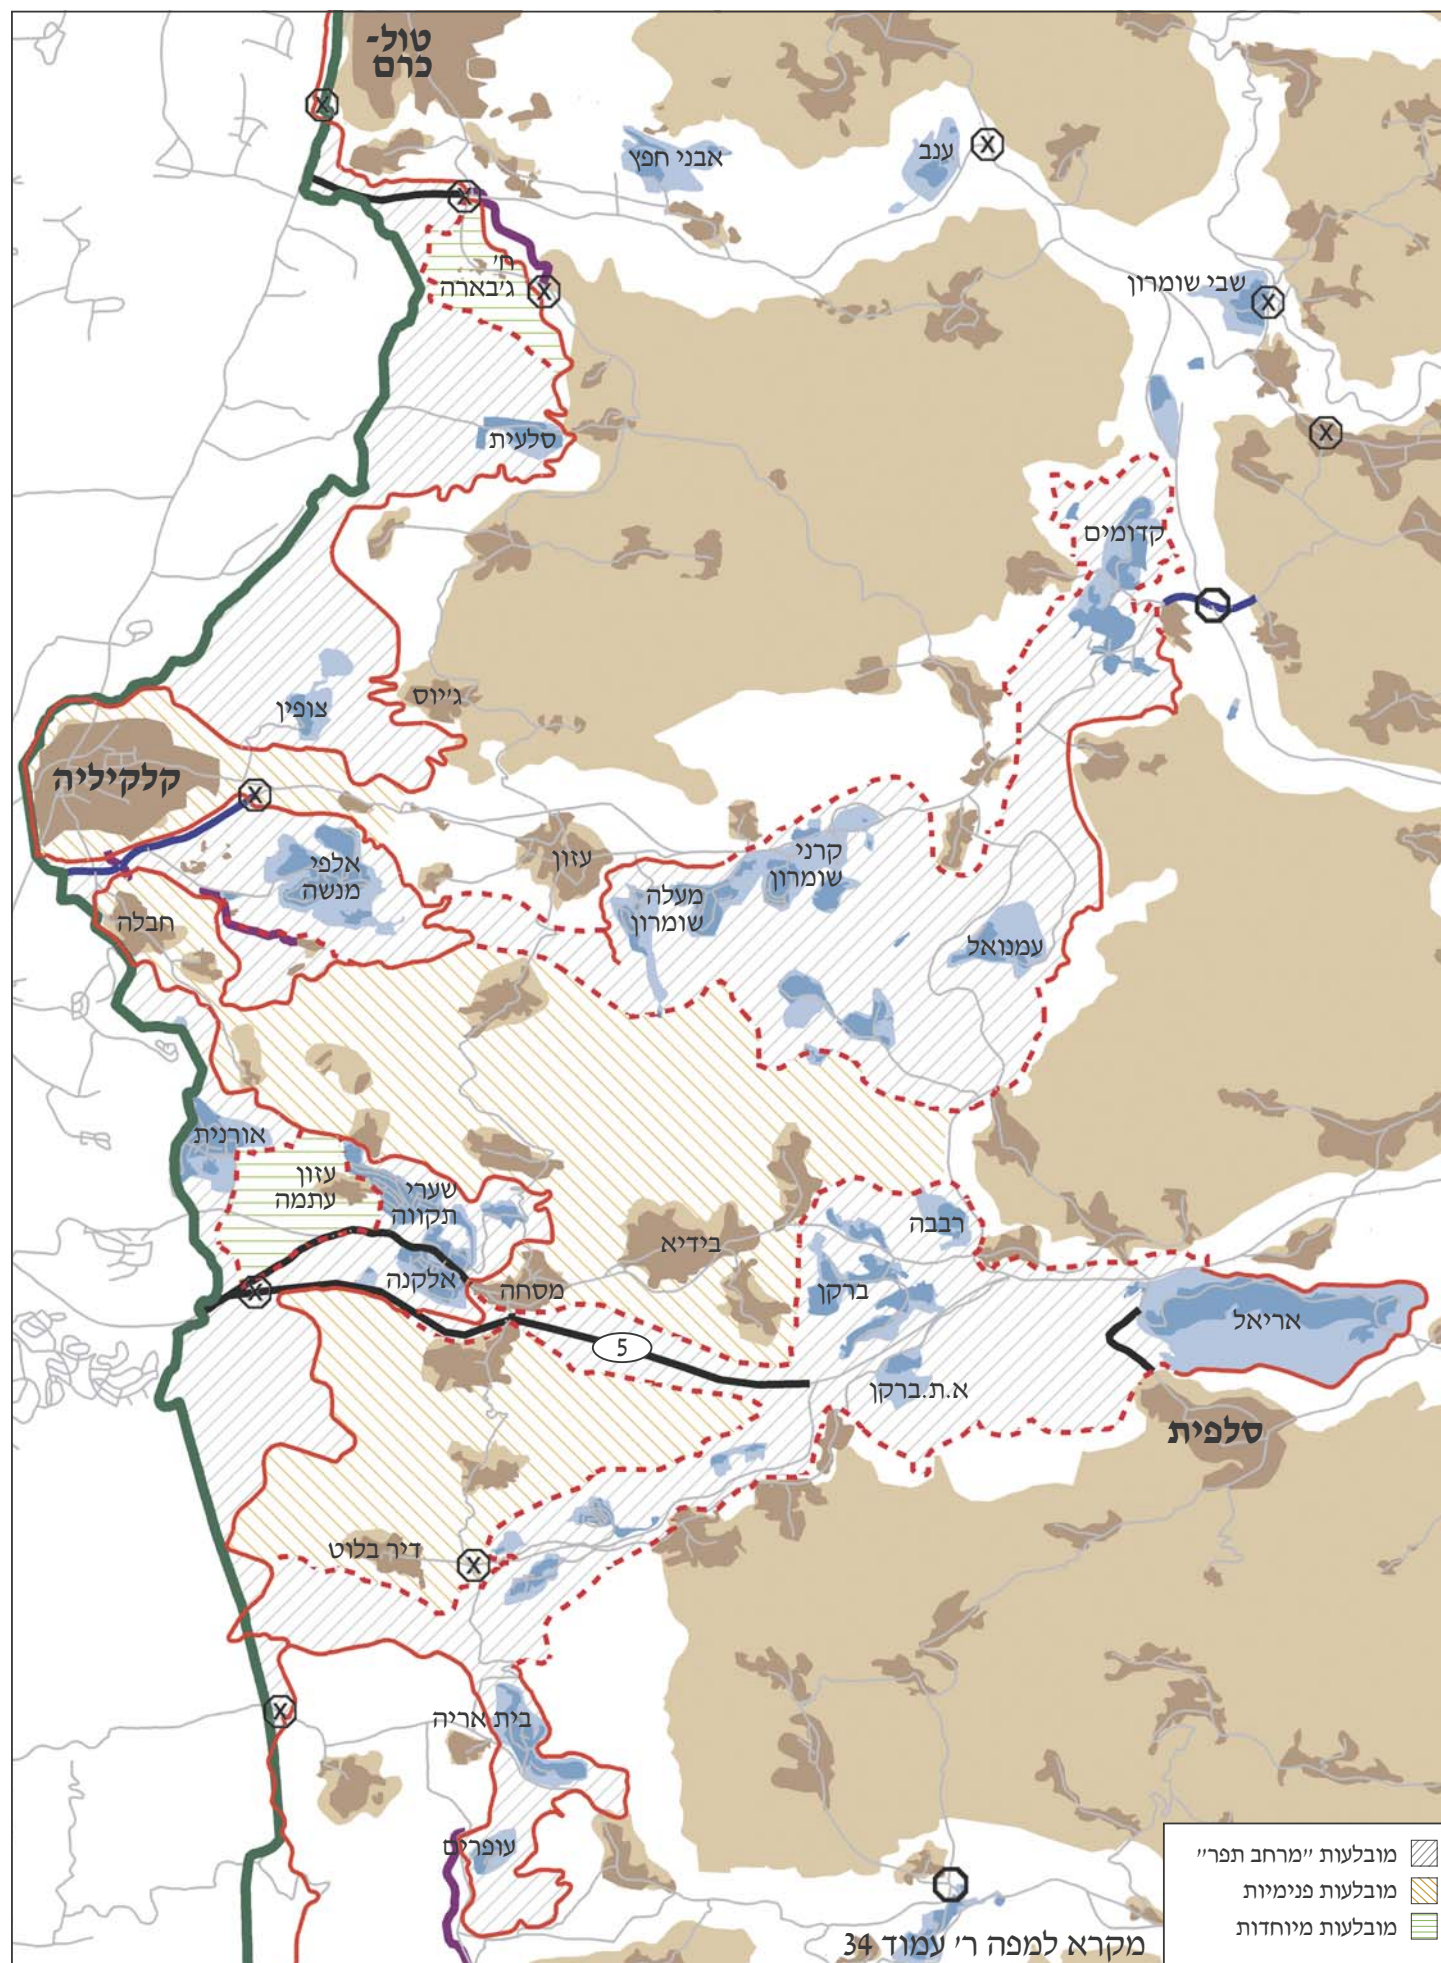 טול-
כרם
אבני חפץ
ענב
ח'
ג'בארה
שבי שומרון
סלעית
קדומים
ג'יוס
צופין
קלקיליה
אלפי
מנשה
עזון
קרני
שומרון
מעלה
שומרון
חבלה
עמנואל
אורנית
עזון
עתמה
שערי
תקווה
רבבה
בידיא
אלקנה
מסחה
ברקן
אריאל
5
א.ת.ברקן
סלפית
דיר בלוט
בית אריה
עופרים
מובלעות "מרחב תפר"
מובלעות פנימיות
מובלעות מיוחדות
מקרא למפה ר' עמוד 34